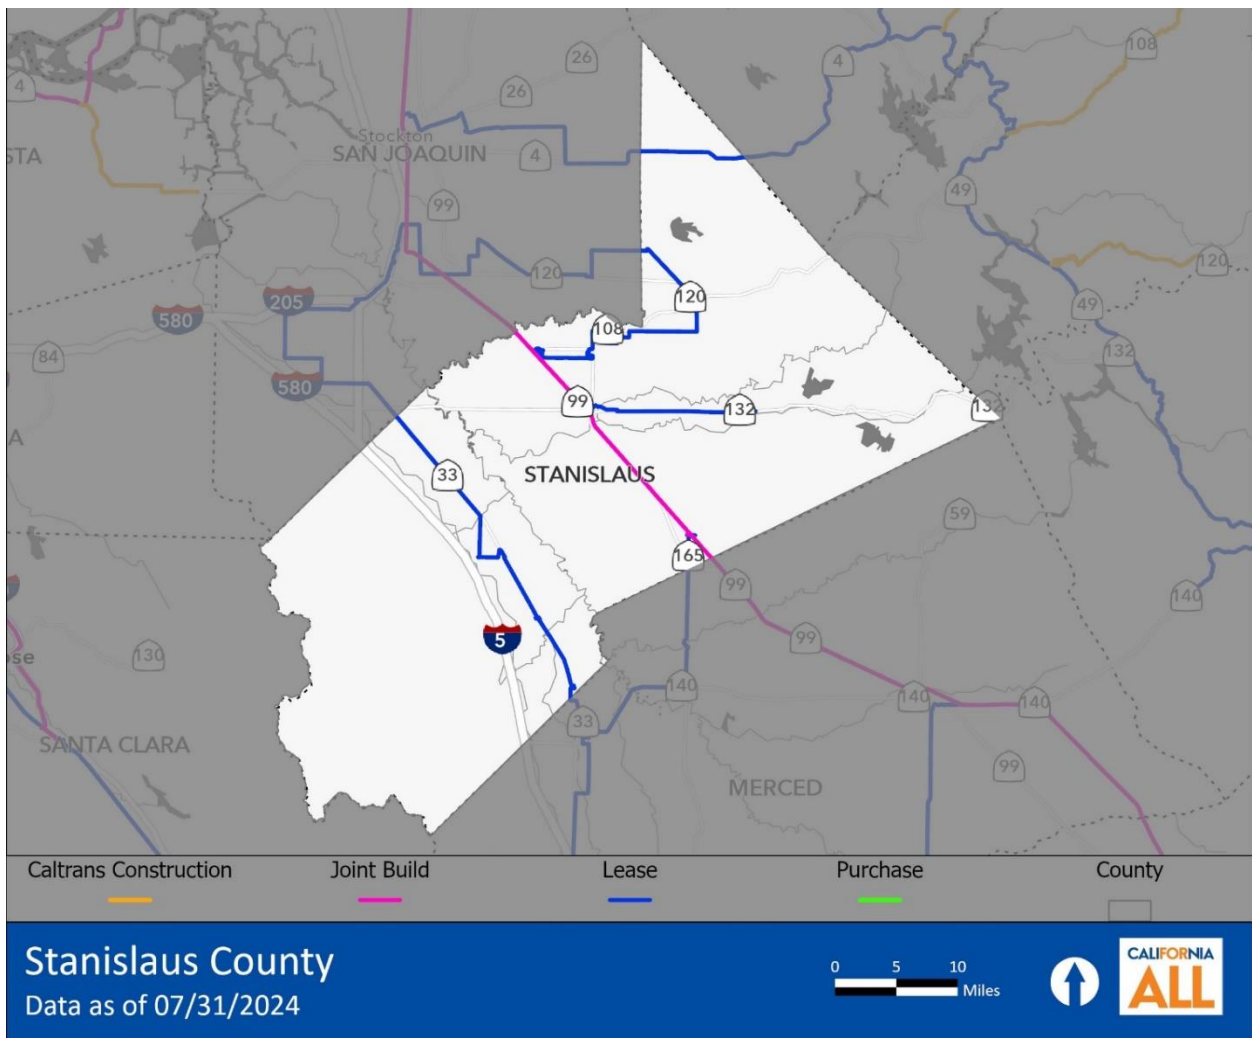 108
4
26
4
26
Stockton
SAN JOAQUIN
4
STA
49
99
120
120
205
580
120
49
108
84
132
580
99
132
132
A
33
STANISLAUS
59
165
99
140
5
130
99
ose
140
140
140
33
SANTA CLARA
99
MERCED
Caltrans Construction
Joint Build
Lease
Purchase
County
Stanislaus County
Data as of 07/31/2024
0 5 10
Miles
CALIFORNIA
ALL